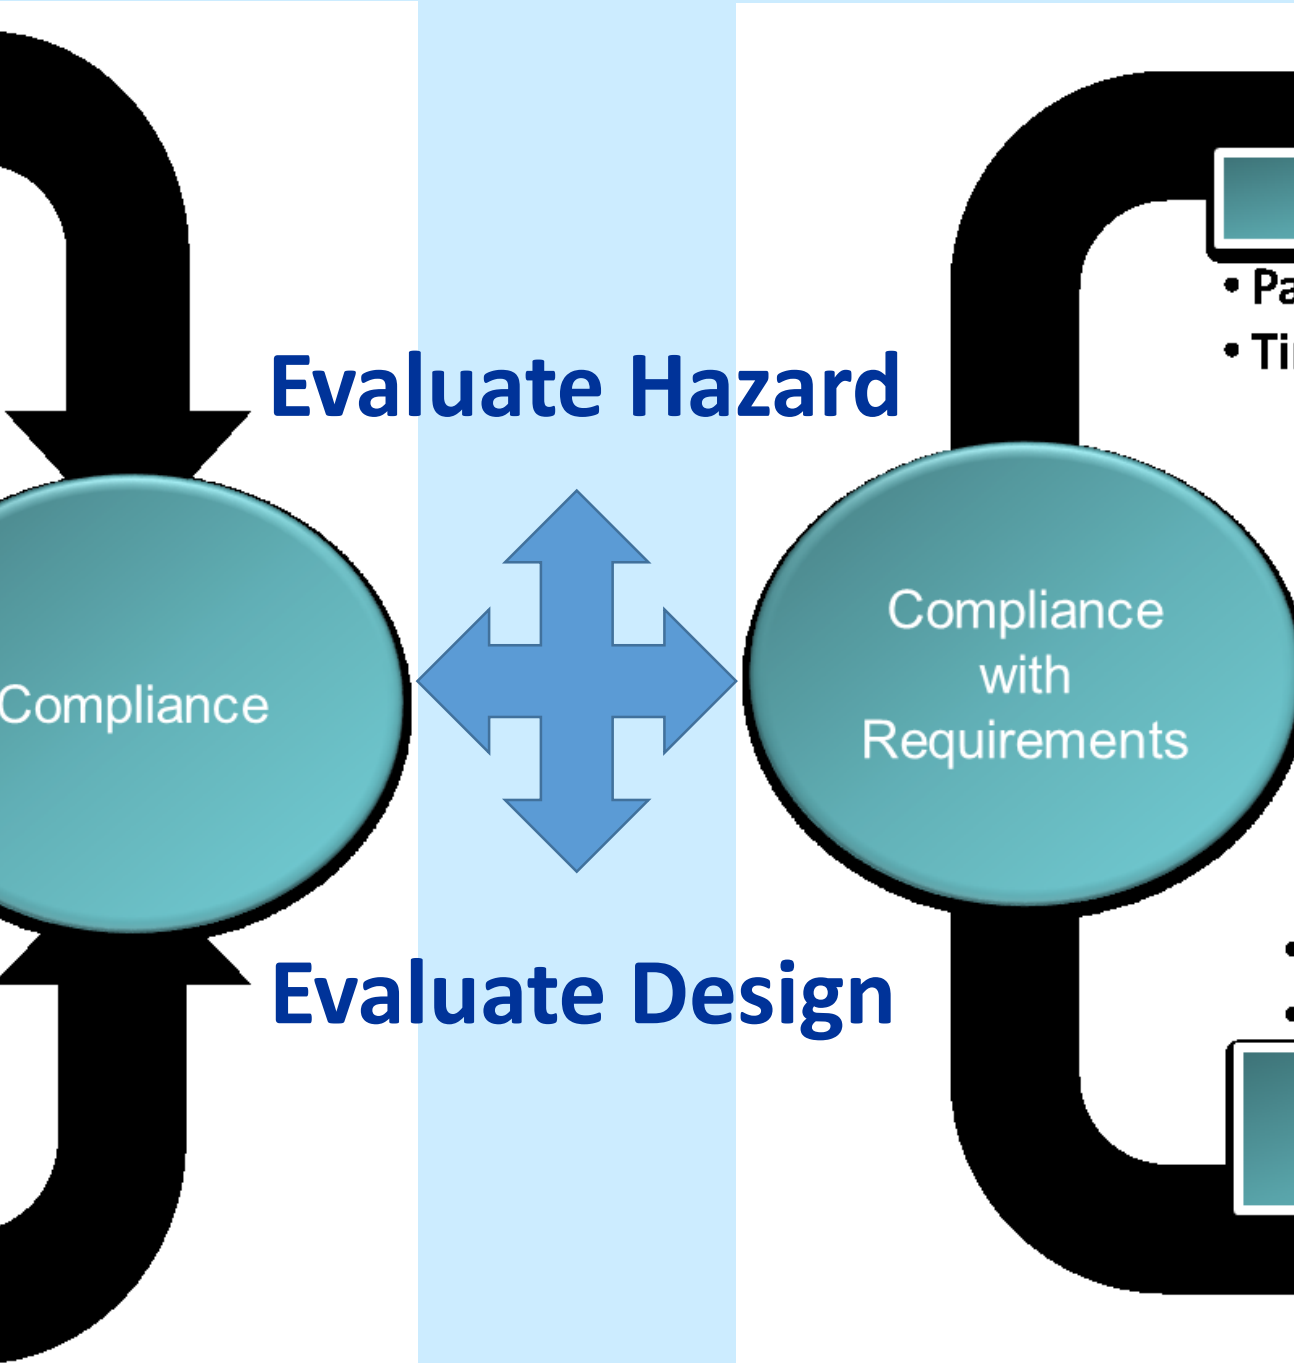 Evaluate Hazard
Compliance
Compliance
with
Requirements
Evaluate Design